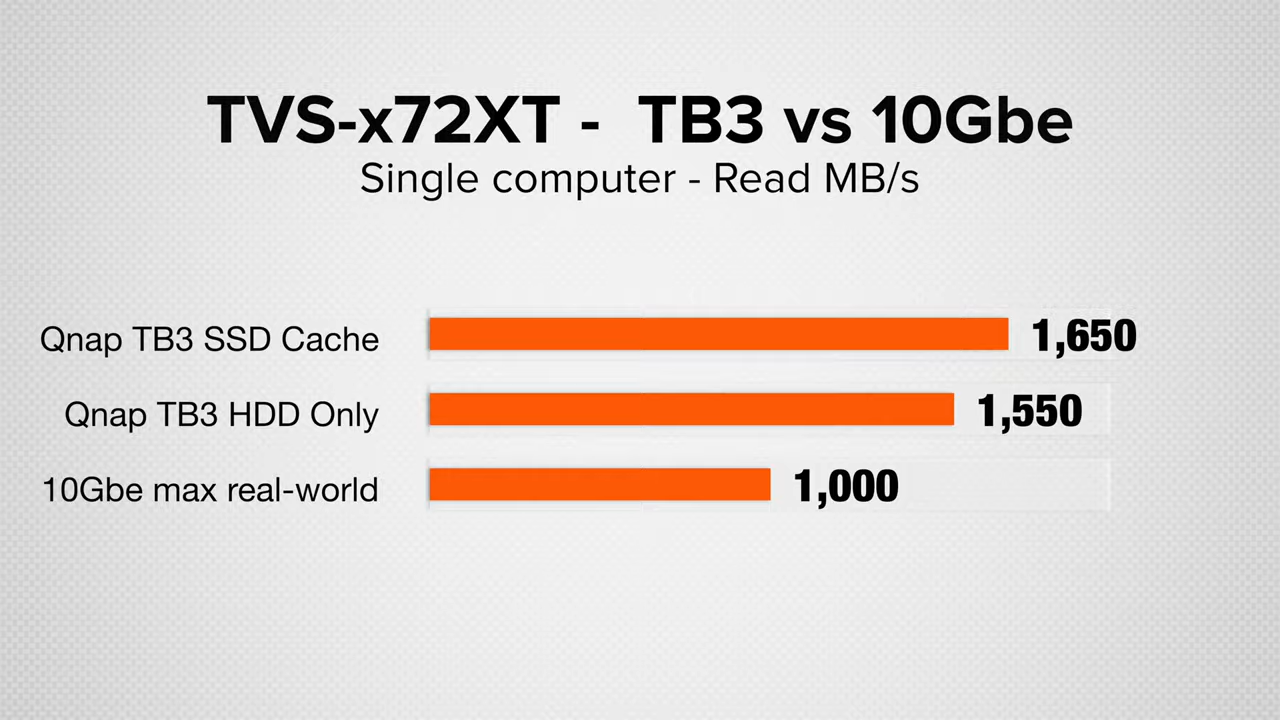 TVS-x72XT - TB3 vs 10Gbe
Single computer - Read MB/s
Qnap TB3 SSD Cache 1,650
Qnap TB3 HDD Only 1,550
10Gbe max real-world 1,000